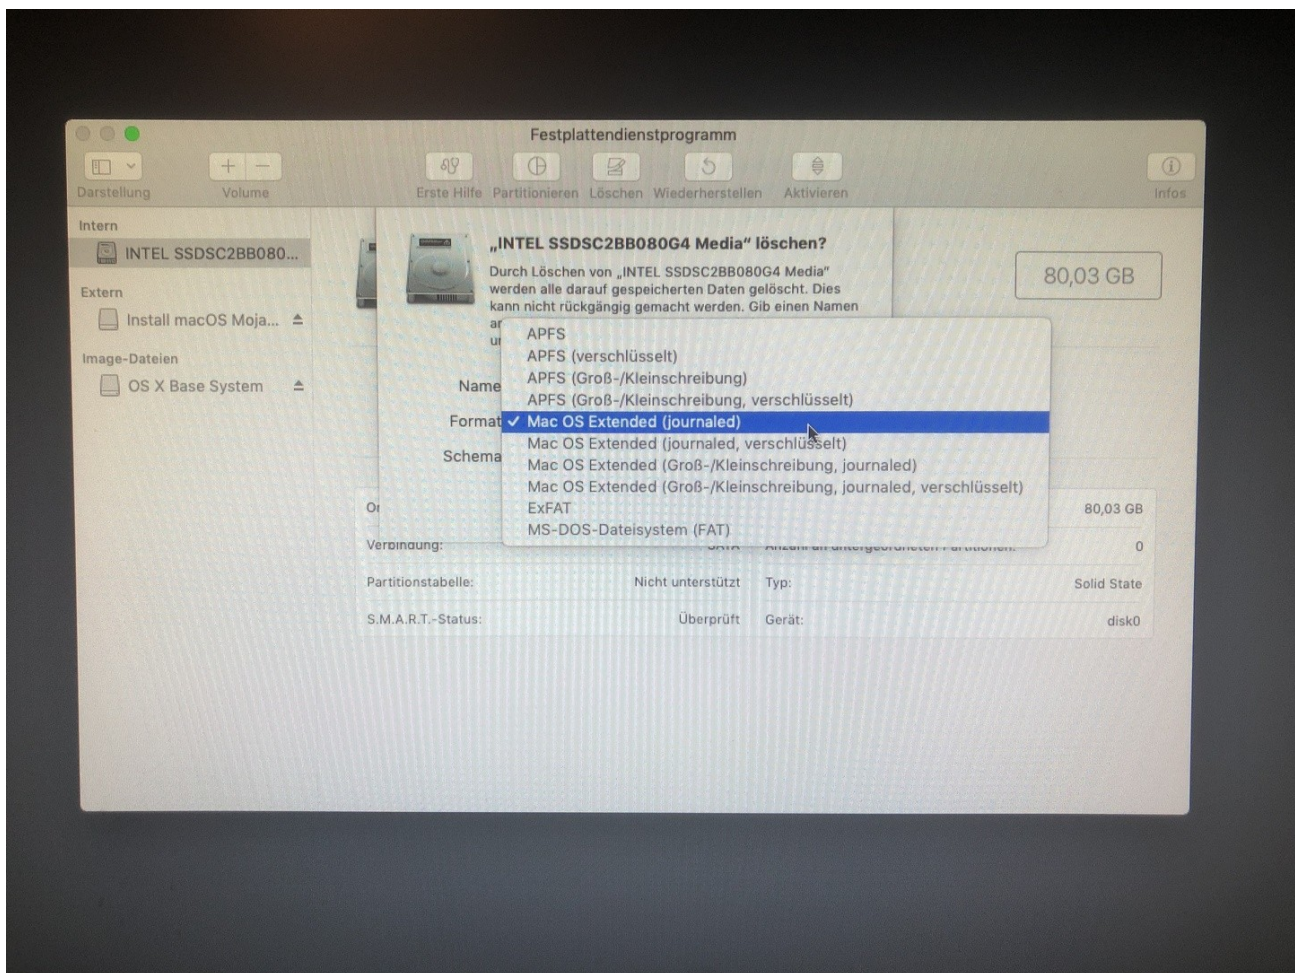 Festplattendienstprogramm
Darstellung
Volume
Erste Hilfe
Partitionieren
Löschen
Wiederherstellen
Aktivieren
Infos
Intern
INTEL SSDSC2BB080...
Extern
Install macOS Moja...
Image-Dateien
OS X Base System
„INTEL SSDSC2BB080G4 Media“ löschen?
Durch Löschen von „INTEL SSDSC2BB080G4 Media“
werden alle darauf gespeicherten Daten gelöscht. Dies
kann nicht rückgängig gemacht werden. Gib einen Namen
80,03 GB
Name
Format
Schema
APFS
APFS (verschlüsselt)
APFS (Groß-/Kleinschreibung)
APFS (Groß-/Kleinschreibung, verschlüsselt)
✓ Mac OS Extended (journaled)
Mac OS Extended (journaled, verschlüsselt)
Mac OS Extended (Groß-/Kleinschreibung, journaled)
Mac OS Extended (Groß-/Kleinschreibung, journaled, verschlüsselt)
ExFAT
MS-DOS-Dateisystem (FAT)
80,03 GB
Verbindung:
Anzahl an untergeordneten Partitionen: 0
Partitionstabelle: Nicht unterstützt
Typ: Solid State
S.M.A.R.T.-Status: Überprüft
Gerät: disk0